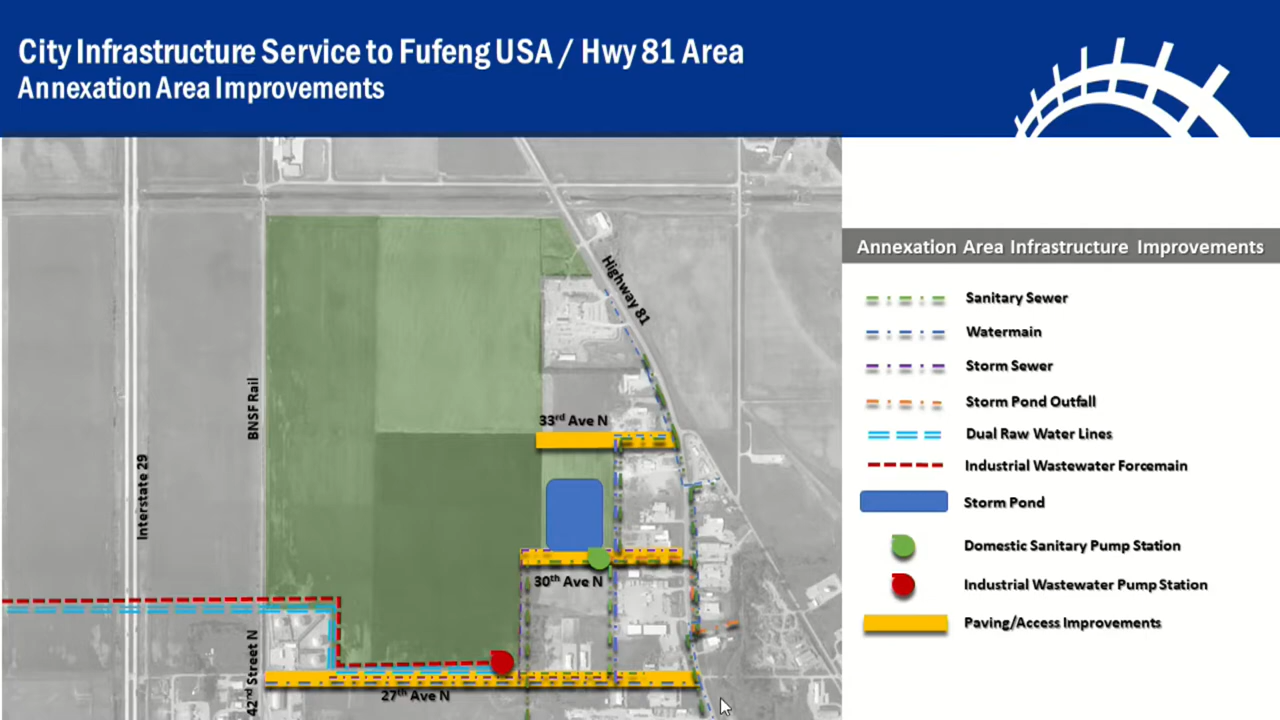 City Infrastructure Service to Fufeng USA / Hwy 81 Area
Annexation Area Improvements
Annexation Area Infrastructure Improvements
Sanitary Sewer
Watermain
Storm Sewer
Storm Pond Outfall
Dual Raw Water Lines
Industrial Wastewater Forcemain
Storm Pond
Domestic Sanitary Pump Station
Industrial Wastewater Pump Station
Paving/Access Improvements
Highway 81
BNSF Rail
33rd Ave N
Interstate 29
30th Ave N
42nd Street N
27th Ave N